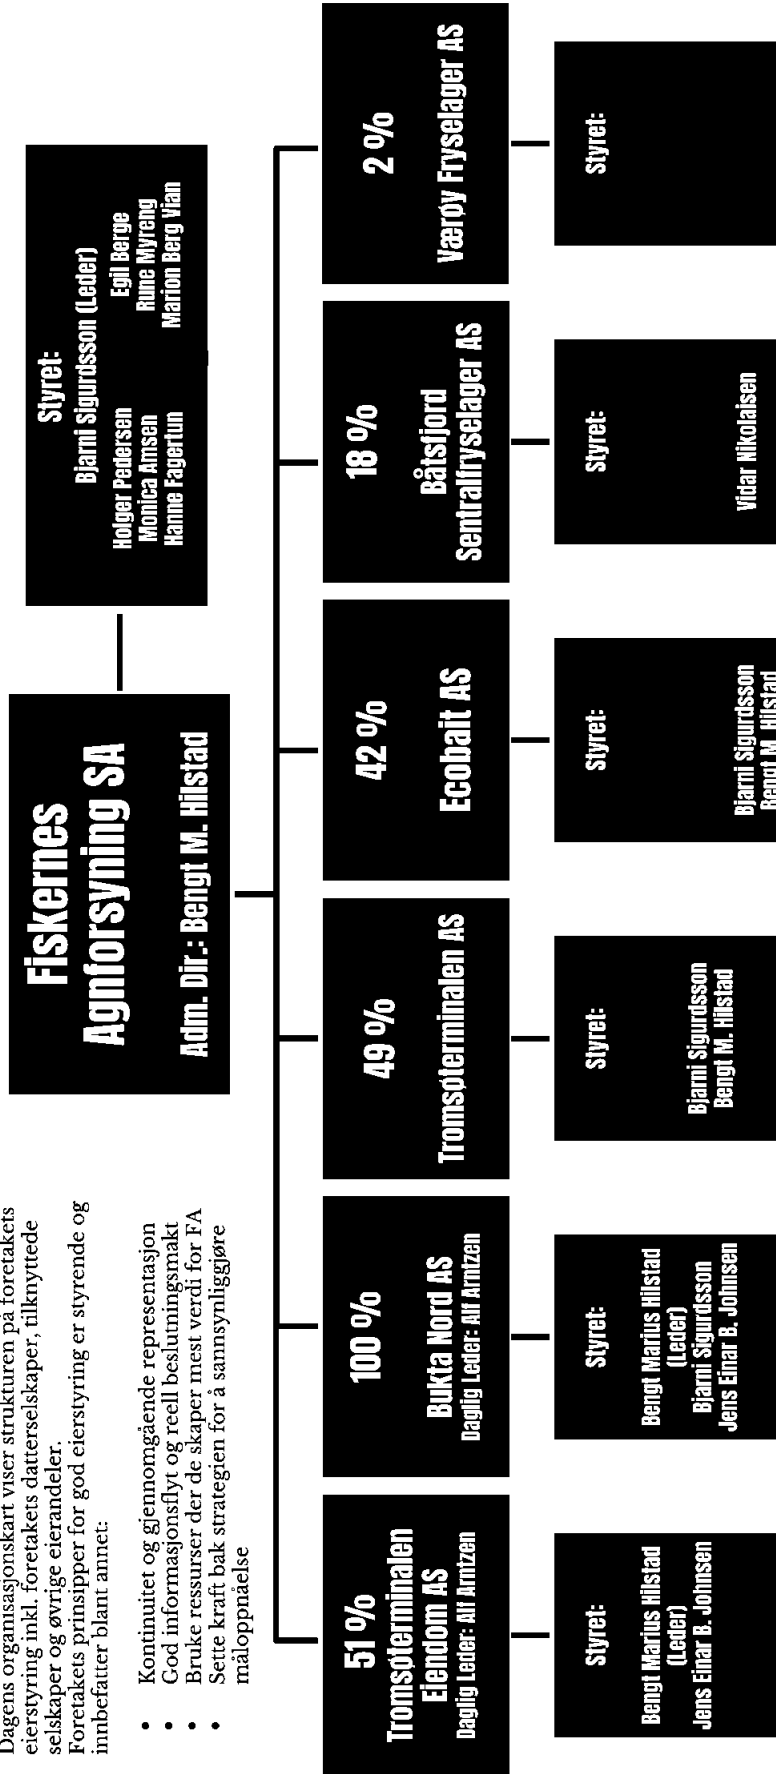 Dagens organisasjonskart viser strukturen på foretakets
eierstyring inkl. foretakets datterselskaper, tilknyttede
selskaper og øvrige eierandeler.
Foretakets prinsipper for god eierstyring er styrende og
innbefatter blant annet:
• Kontinuitet og gjennomgående representasjon
• God informasjonsflyt og reell beslutningsmakt
• Bruke ressurser der de skaper mest verdi for FA
• Sette kraft bak strategien for å sannsynliggjøre
måloppnåelse
Fiskernes
Agnforsyning SA
Adm. Dir.: Bengt M. Hilstad
Styret:
Bjarni Sigurdsson (Leder)
Holger Pedersen
Monica Arnsen
Hanne Fagertun
Egil Berge
Rune Myreng
Marion Berg Vian
51 %
Tromsøterminalen
Eiendom AS
Daglig Leder: Alf Arntzen
100 %
Bukta Nord AS
Daglig Leder: Alf Arntzen
49 %
Tromsøterminalen AS
42 %
Ecobait AS
18 %
Båtsfjord
Sentralfryselager AS
2 %
Værøy Fryselager AS
Styret:
Bengt Marius Hilstad
(Leder)
Jens Einar B. Johnsen
Styret:
Bengt Marius Hilstad
(Leder)
Bjarni Sigurdsson
Jens Einar B. Johnsen
Styret:
Bjarni Sigurdsson
Bengt M. Hilstad
Styret:
Bjarni Sigurdsson
Bengt M. Hilstad
Styret:
Vidar Nikolaisen
Styret: